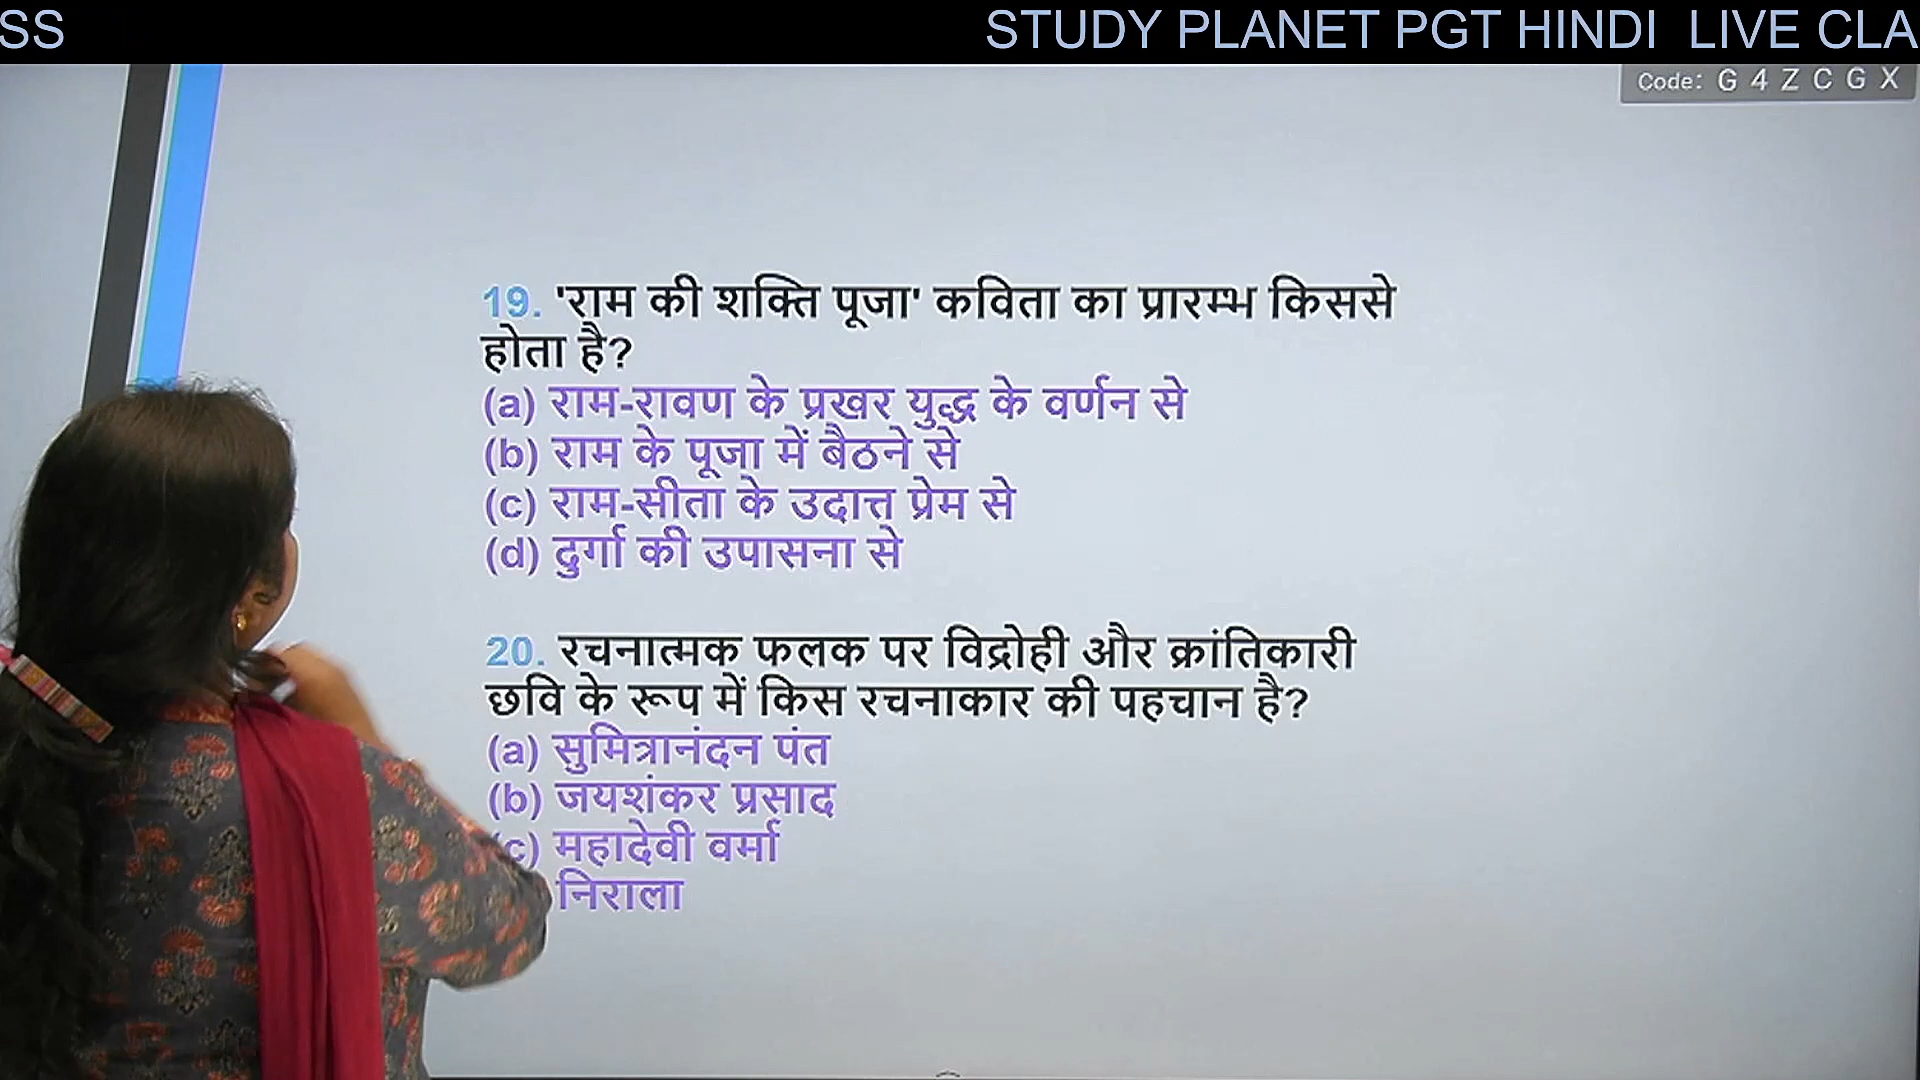 SS STUDY PLANET PGT HINDI LIVE CLA
Code: G 4 Z C G X
19. 'राम की शक्ति पूजा' कविता का प्रारम्भ किससे
होता है?
(a) राम-रावण के प्रखर युद्ध के वर्णन से
(b) राम के पूजा में बैठने से
(c) राम-सीता के उदात्त प्रेम से
(d) दुर्गा की उपासना से
20. रचनात्मक फलक पर विद्रोही और क्रांतिकारी
छवि के रूप में किस रचनाकार की पहचान है?
(a) सुमित्रानंदन पंत
(b) जयशंकर प्रसाद
c) महादेवी वर्मा
निराला